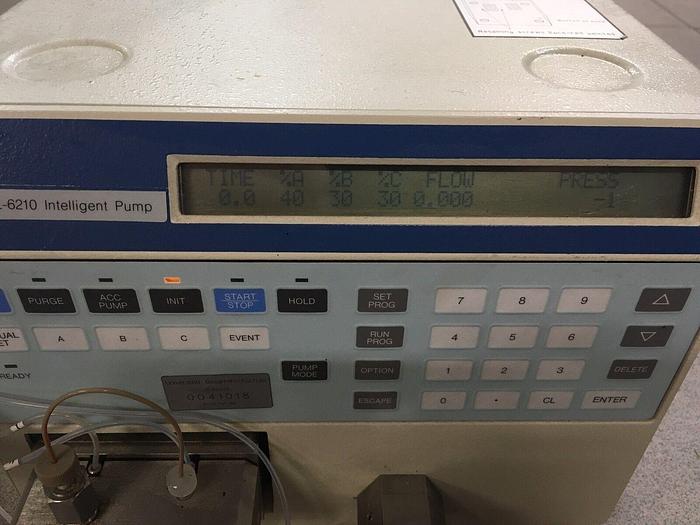 TIME %A %B %C FLOW PRESS
0.0 40 30 30 0.000 -1
-6210 Intelligent Pump
PURGE ACC PUMP INIT START STOP HOLD SET PROG 7 8 9
A B C EVENT RUN PROG 4 5 6
READY PUMP MODE OPTION 1 2 3 DELETE
0041018
ESCAPE 0 . CL ENTER